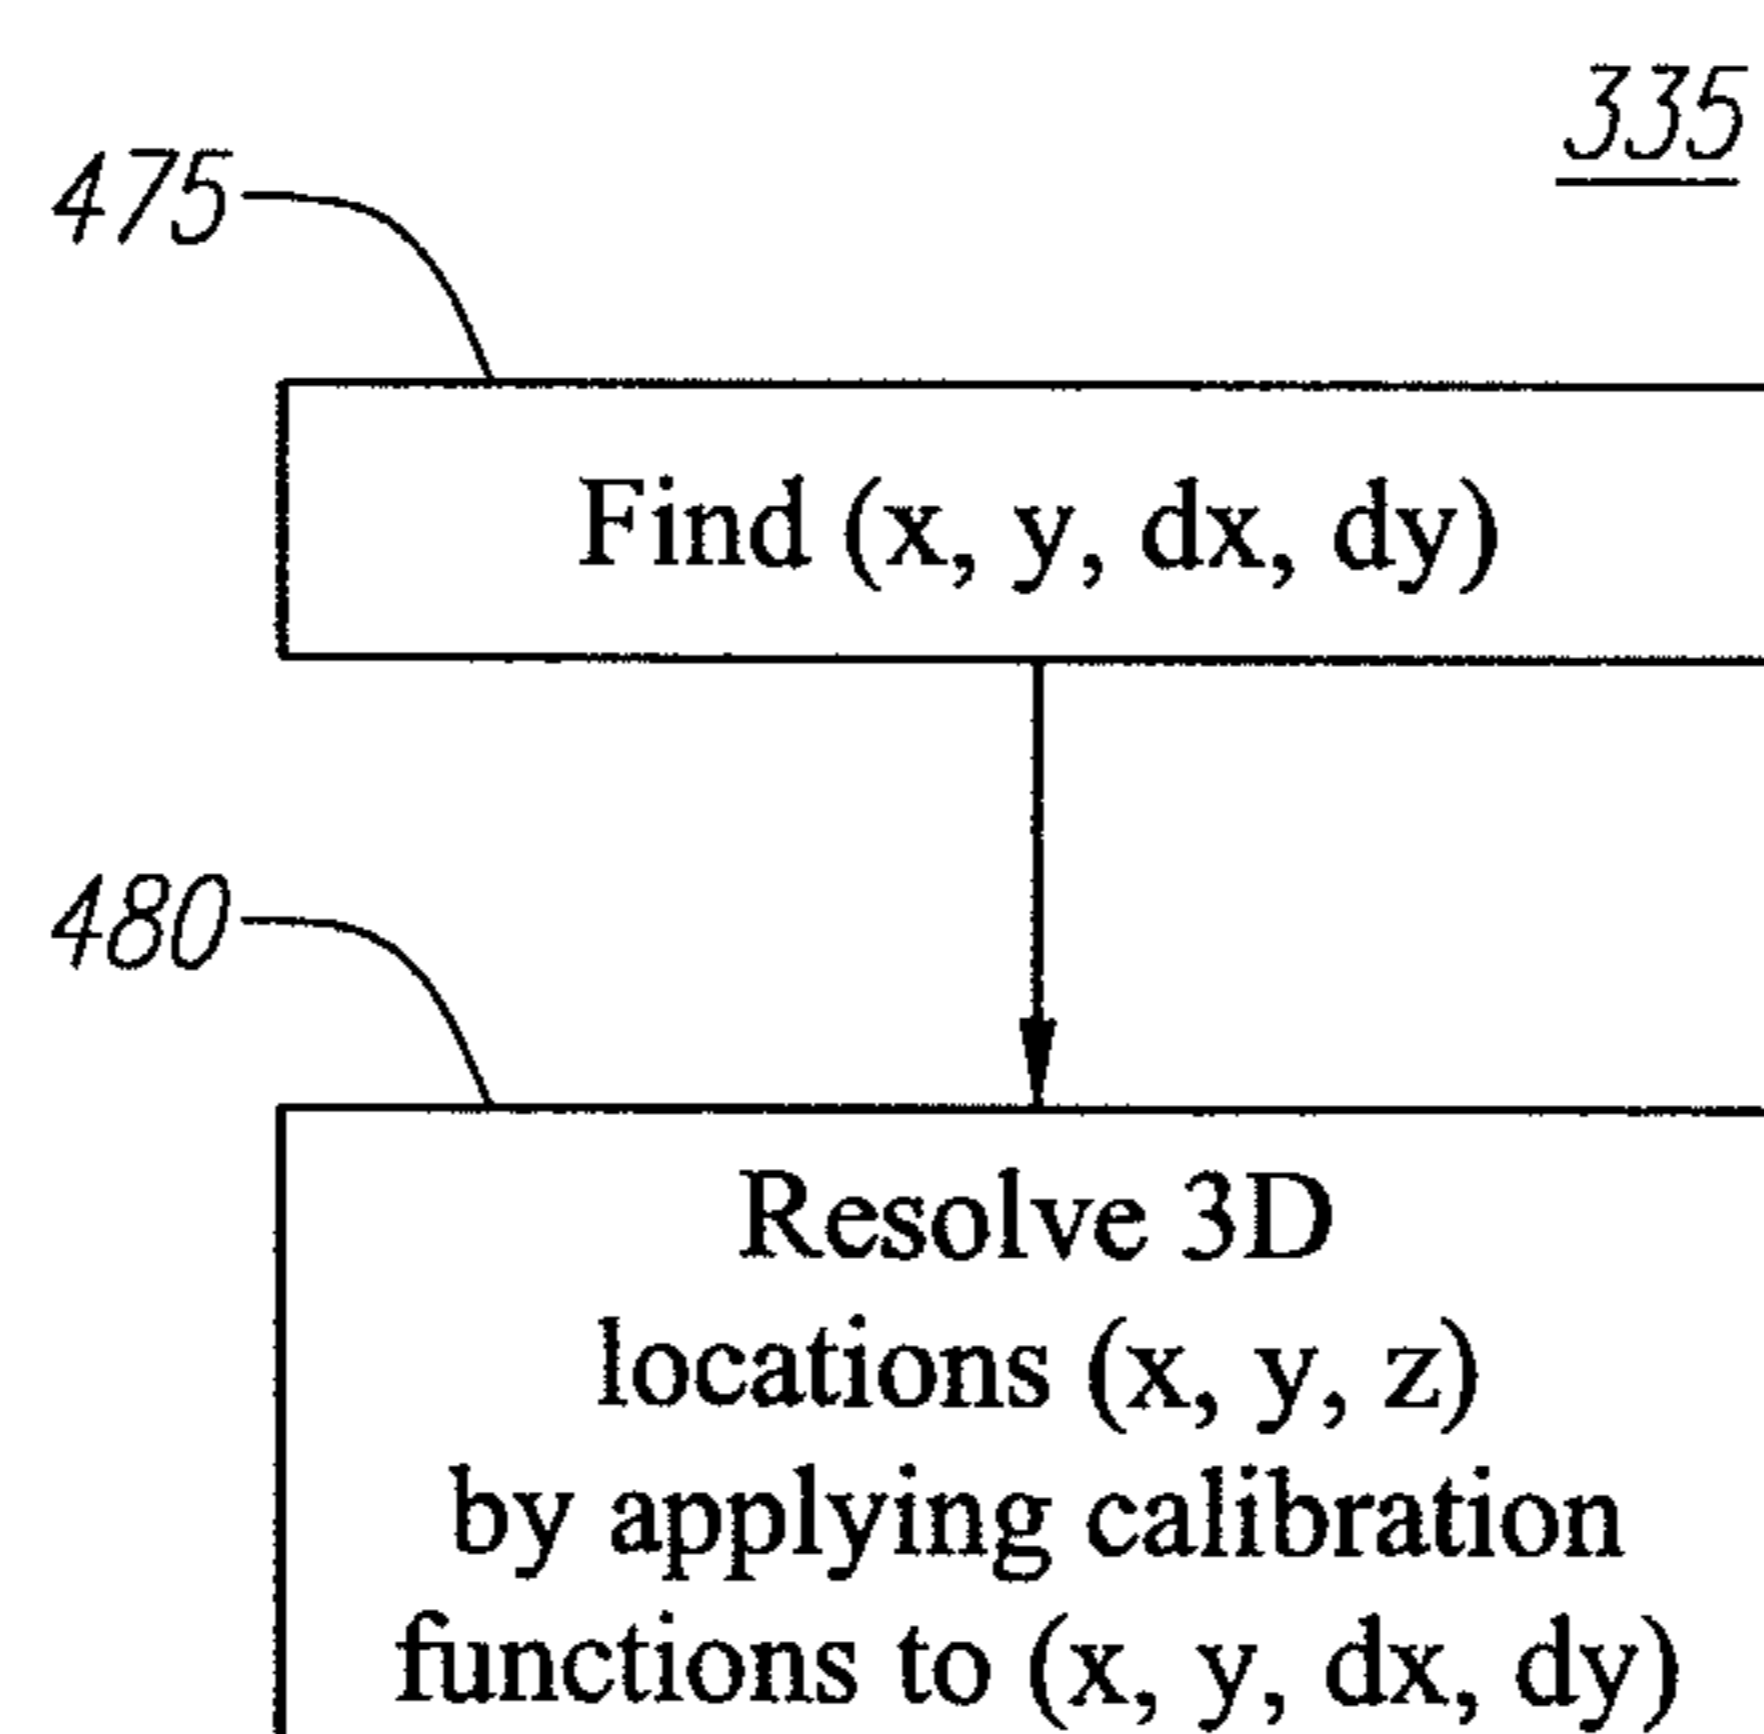 335
475
Find (x, y, dx, dy)
480
Resolve 3D
locations (x, y, z)
by applying calibration
functions to (x, y, dx, dy)